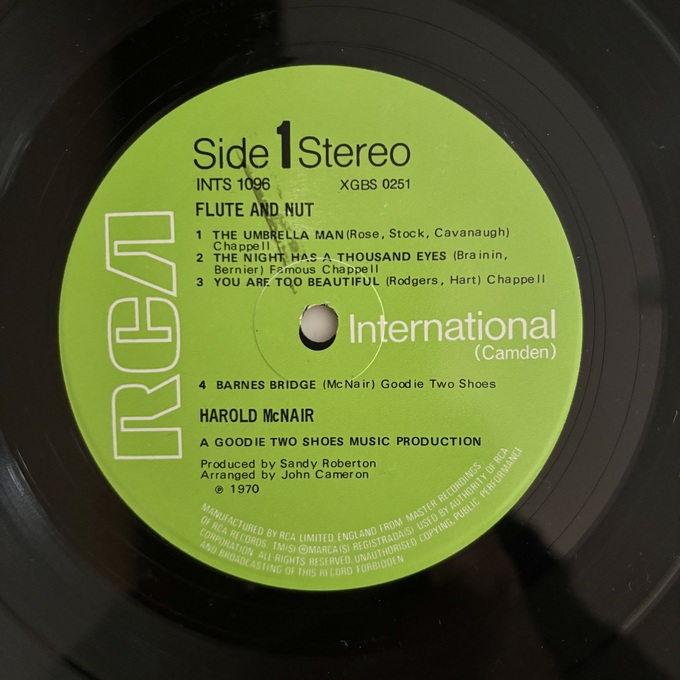 Side 1 Stereo
INTS 1096 XGBS 0251
FLUTE AND NUT
1 THE UMBRELLA MAN (Rose, Stock, Cavanaugh)
Chappell
2 THE NIGHT HAS A THOUSAND EYES (Brainin,
Bernier) Famous Chappell
3 YOU ARE TOO BEAUTIFUL (Rodgers, Hart) Chappell
RCA
International
(Camden)
4 BARNES BRIDGE (McNair) Goodie Two Shoes
HAROLD McNAIR
A GOODIE TWO SHOES MUSIC PRODUCTION
Produced by Sandy Roberton
Arranged by John Cameron
℗ 1970
MANUFACTURED BY RCA LIMITED, ENGLAND FROM MASTER RECORDINGS
OF RCA RECORDS. TM(S) ® MARCA(S) REGISTRADA(S) USED BY AUTHORITY OF RCA
CORPORATION. ALL RIGHTS RESERVED. UNAUTHORISED COPYING, PUBLIC PERFORMANCE
AND BROADCASTING OF THIS RECORD FORBIDDEN